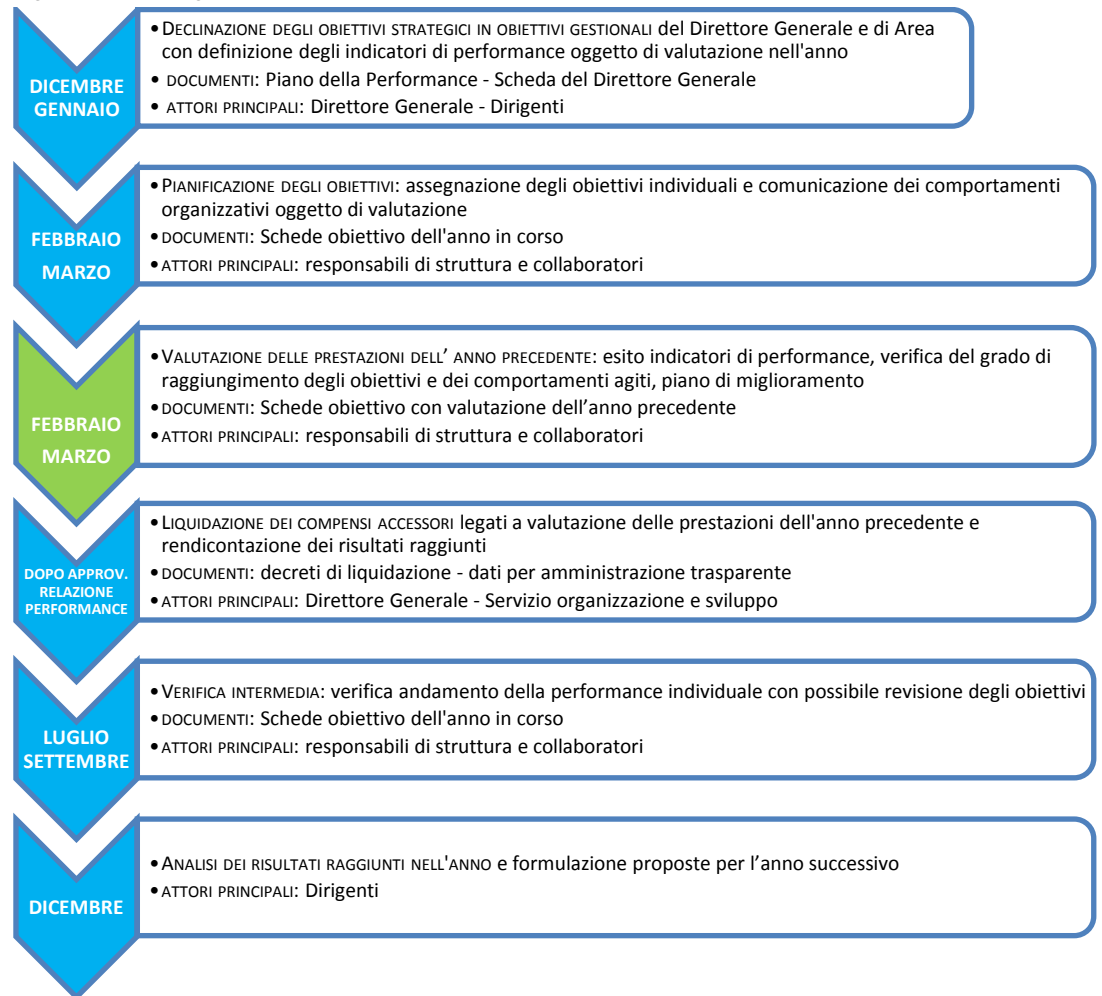 DICEMBRE
GENNAIO
•DECLINAZIONE DEGLI OBIETTIVI STRATEGICI IN OBIETTIVI GESTIONALI del Direttore Generale e di Area
con definizione degli indicatori di performance oggetto di valutazione nell'anno
• DOCUMENTI: Piano della Performance - Scheda del Direttore Generale
• ATTORI PRINCIPALI: Direttore Generale - Dirigenti
FEBBRAIO
MARZO
•PIANIFICAZIONE DEGLI OBIETTIVI: assegnazione degli obiettivi individuali e comunicazione dei comportamenti
organizzativi oggetto di valutazione
•DOCUMENTI: Schede obiettivo dell'anno in corso
•ATTORI PRINCIPALI: responsabili di struttura e collaboratori
FEBBRAIO
MARZO
•VALUTAZIONE DELLE PRESTAZIONI DELL’ ANNO PRECEDENTE: esito indicatori di performance, verifica del grado di
raggiungimento degli obiettivi e dei comportamenti agiti, piano di miglioramento
•DOCUMENTI: Schede obiettivo con valutazione dell’anno precedente
•ATTORI PRINCIPALI: responsabili di struttura e collaboratori
DOPO APPROV.
RELAZIONE
PERFORMANCE
•LIQUIDAZIONE DEI COMPENSI ACCESSORI legati a valutazione delle prestazioni dell'anno precedente e
rendicontazione dei risultati raggiunti
•DOCUMENTI: decreti di liquidazione - dati per amministrazione trasparente
•ATTORI PRINCIPALI: Direttore Generale - Servizio organizzazione e sviluppo
LUGLIO
SETTEMBRE
•VERIFICA INTERMEDIA: verifica andamento della performance individuale con possibile revisione degli obiettivi
•DOCUMENTI: Schede obiettivo dell'anno in corso
•ATTORI PRINCIPALI: responsabili di struttura e collaboratori
DICEMBRE
•ANALISI DEI RISULTATI RAGGIUNTI NELL'ANNO e formulazione proposte per l’anno successivo
•ATTORI PRINCIPALI: Dirigenti